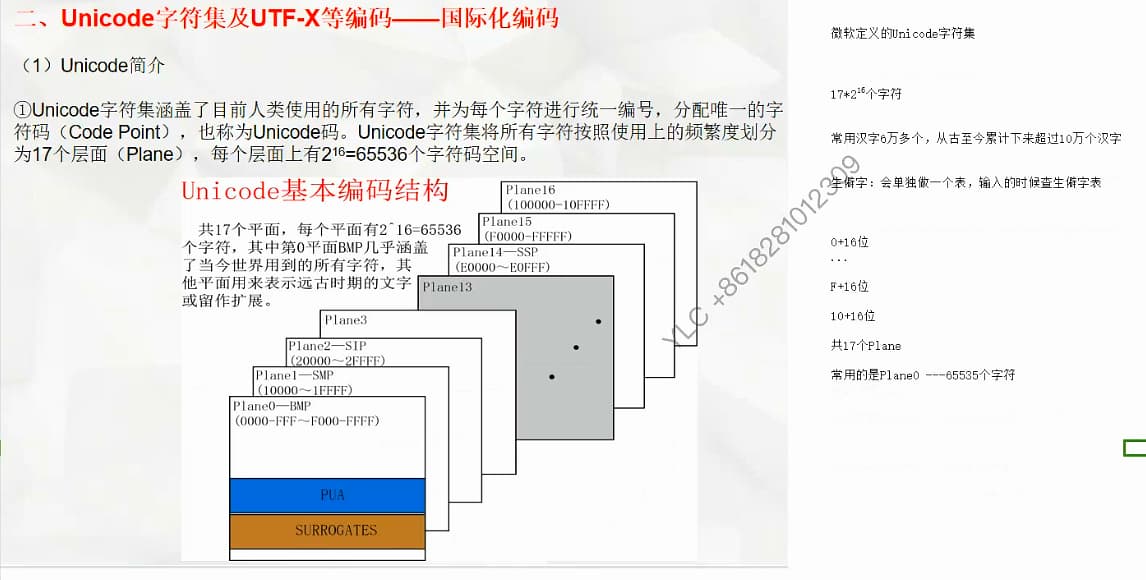 二、Unicode字符集及UTF-X等编码——国际化编码
（1）Unicode简介
①Unicode字符集涵盖了目前人类使用的所有字符，并为每个字符进行统一编号，分配唯一的字
符码（Code Point），也称为Unicode码。Unicode字符集将所有字符按照使用上的频繁度划分
为17个层面（Plane），每个层面上有2¹⁶=65536个字符码空间。
Unicode基本编码结构
共17个平面，每个平面有2^16=65536
个字符，其中第0平面BMP几乎涵盖
了当今世界用到的所有字符，其
他平面用来表示远古时期的文字
或留作扩展。
Plane16
(100000-10FFFF)
Plane15
(F0000-FFFFF)
Plane14—SSP
(E0000～E0FFF)
Plane13
Plane3
Plane2—SIP
(20000～2FFFF)
Plane1—SMP
(10000～1FFFF)
Plane0—BMP
(0000-FFF～F000-FFFF)
PUA
SURROGATES
微软定义的Unicode字符集
17*2¹⁶个字符
常用汉字6万多个，从古至今累计下来超过10万个汉字
生僻字：会单独做一个表，输入的时候查生僻字表
0+16位
...
F+16位
10+16位
共17个Plane
常用的是Plane0 ---65535个字符
YLC +8618281012309